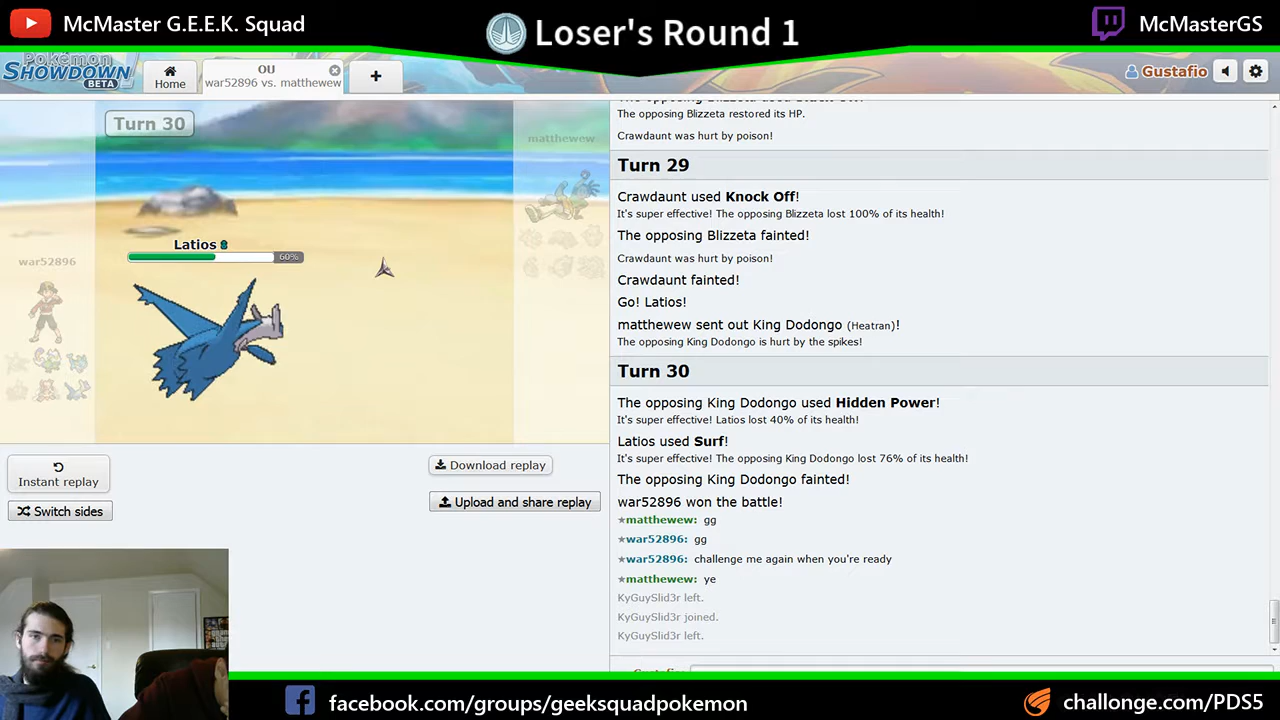 McMaster G.E.E.K. Squad
Loser's Round 1
McMasterGS
Pokémon
SHOWDOWN
BETA
Home
OU
war52896 vs. matthewew
+
Gustafio
Turn 30
matthewew
Latios
60%
war52896
Instant replay
Switch sides
Download replay
Upload and share replay
The opposing Blizzeta restored its HP.
Crawdaunt was hurt by poison!
Turn 29
Crawdaunt used Knock Off!
It's super effective! The opposing Blizzeta lost 100% of its health!
The opposing Blizzeta fainted!
Crawdaunt was hurt by poison!
Crawdaunt fainted!
Go! Latios!
matthewew sent out King Dodongo (Heatran)!
The opposing King Dodongo is hurt by the spikes!
Turn 30
The opposing King Dodongo used Hidden Power!
It's super effective! Latios lost 40% of its health!
Latios used Surf!
It's super effective! The opposing King Dodongo lost 76% of its health!
The opposing King Dodongo fainted!
war52896 won the battle!
★matthewew: gg
★war52896: gg
★war52896: challenge me again when you're ready
★matthewew: ye
KyGuySlid3r left.
KyGuySlid3r joined.
KyGuySlid3r left.
facebook.com/groups/geeksquadpokemon
challonge.com/PDS5